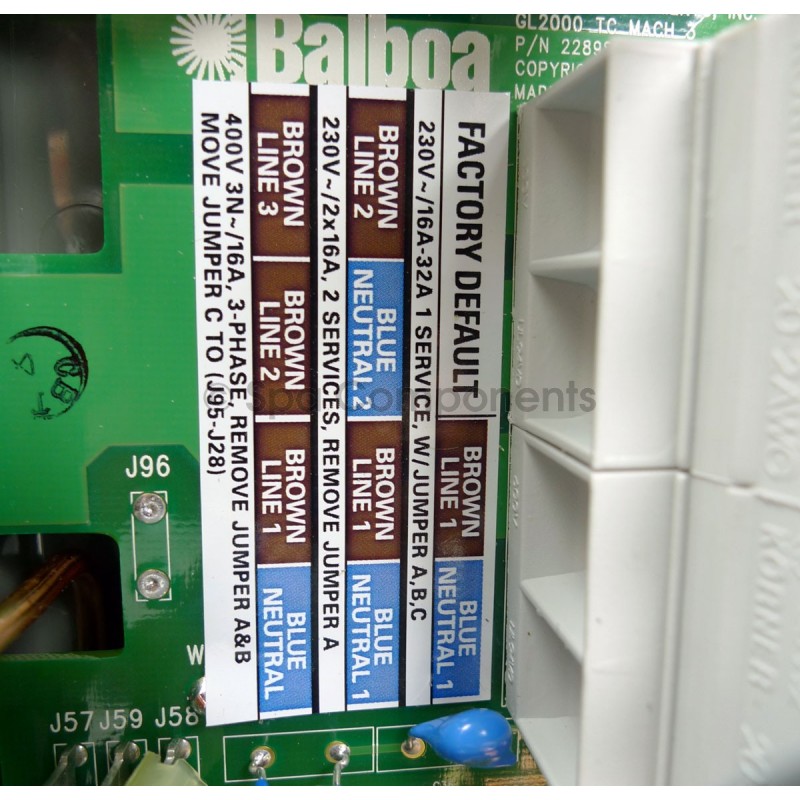 Balboa
GL2000 TC MACH 3
P/N
FACTORY DEFAULT
BROWN
LINE 1
BLUE
NEUTRAL 1
230V~/16A-32A 1 SERVICE, W/JUMPER A,B,C
BROWN
LINE 2
BLUE
NEUTRAL 2
BROWN
LINE 1
BLUE
NEUTRAL 1
230V~/2x16A, 2 SERVICES, REMOVE JUMPER A
BROWN
LINE 3
BROWN
LINE 2
BROWN
LINE 1
BLUE
NEUTRAL
400V 3N~/16A, 3-PHASE, REMOVE JUMPER A&B
MOVE JUMPER C TO (J95-J28)
© Spa Components
J96
J57 J59 J58